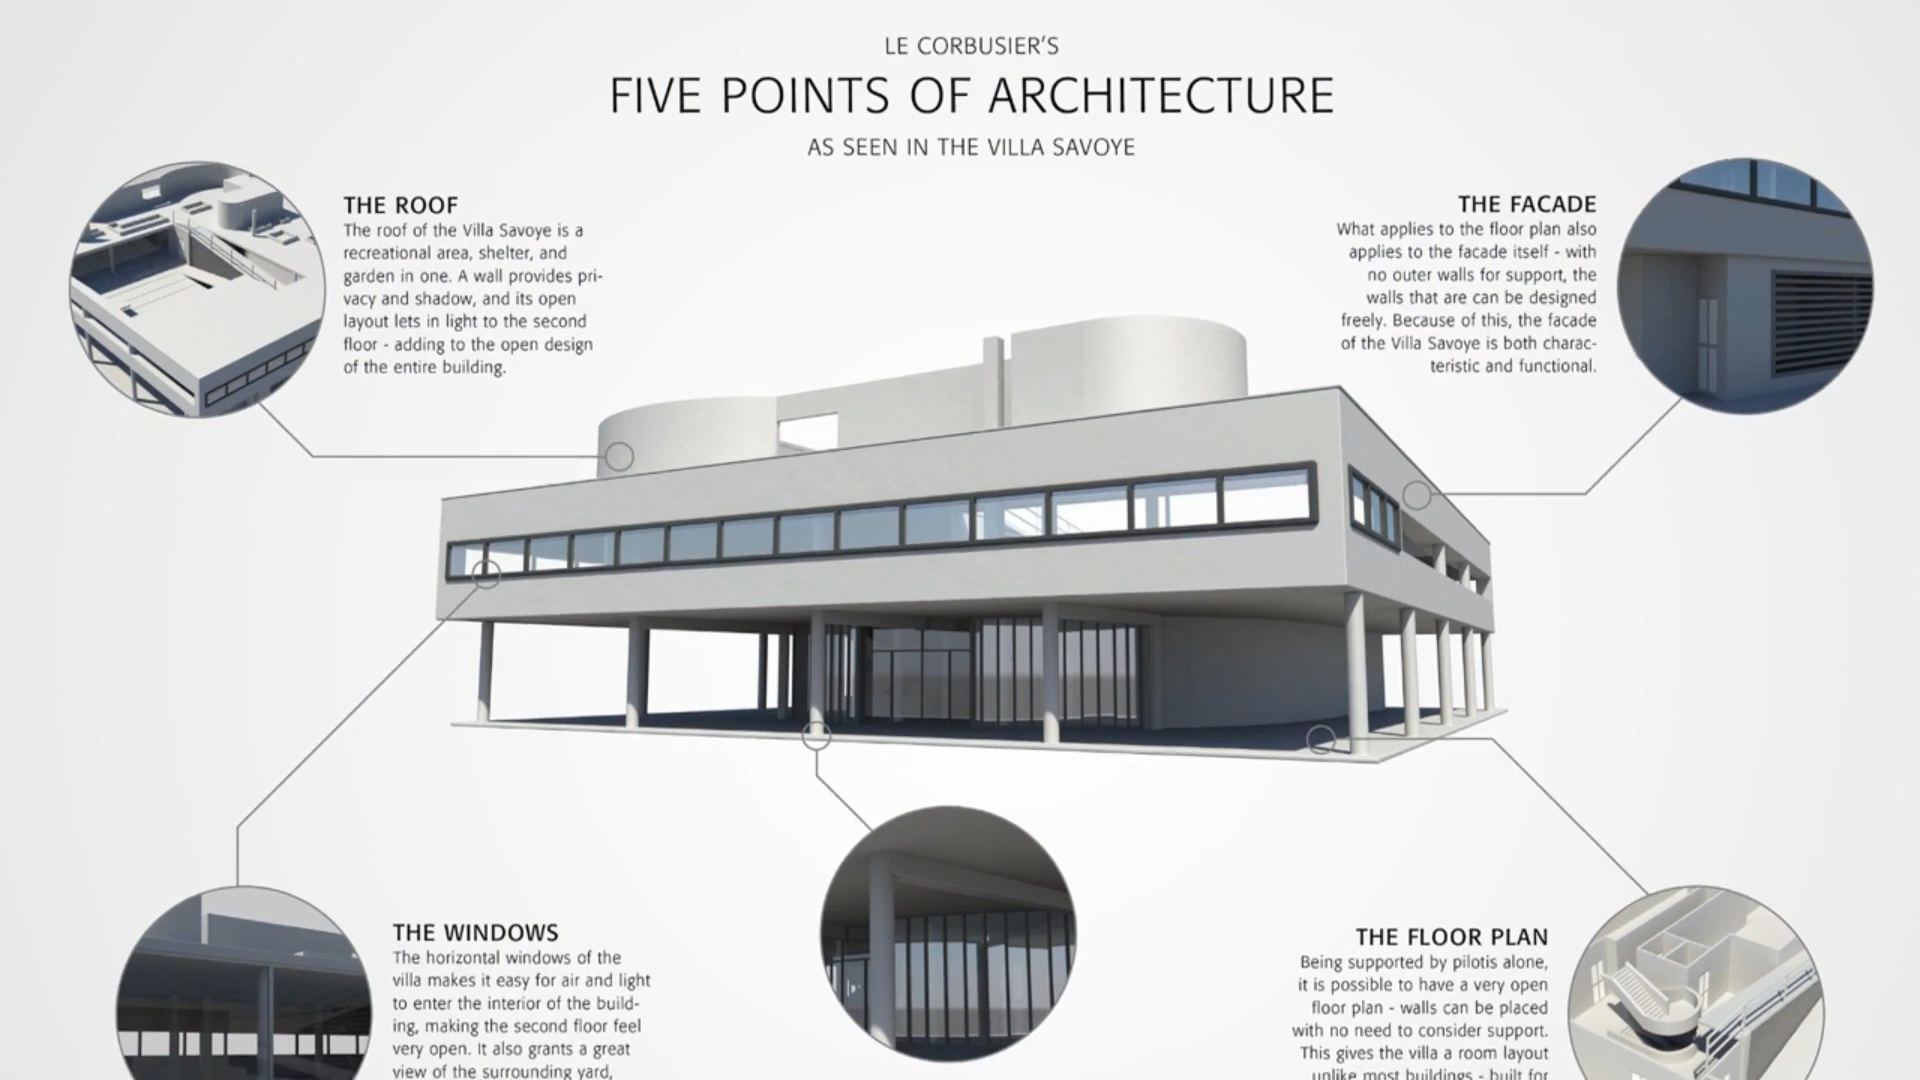 LE CORBUSIER'S
FIVE POINTS OF ARCHITECTURE
AS SEEN IN THE VILLA SAVOYE
THE ROOF
The roof of the Villa Savoye is a
recreational area, shelter, and
garden in one. A wall provides pri-
vacy and shadow, and its open
layout lets in light to the second
floor - adding to the open design
of the entire building.
THE FACADE
What applies to the floor plan also
applies to the facade itself - with
no outer walls for support, the
walls that are can be designed
freely. Because of this, the facade
of the Villa Savoye is both charac-
teristic and functional.
THE WINDOWS
The horizontal windows of the
villa makes it easy for air and light
to enter the interior of the build-
ing, making the second floor feel
very open. It also grants a great
view of the surrounding yard,
THE FLOOR PLAN
Being supported by pilotis alone,
it is possible to have a very open
floor plan - walls can be placed
with no need to consider support.
This gives the villa a room layout
unlike most buildings - built for